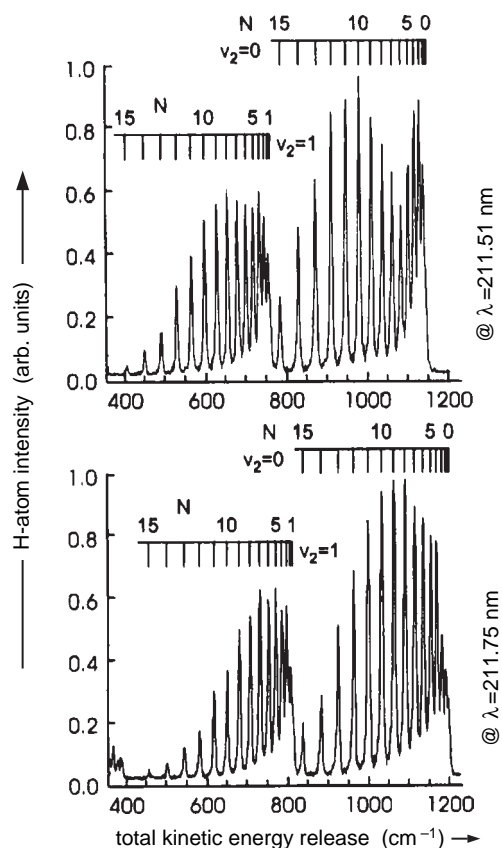 N 15 10 5 0
v₂=0
15 N 10 5 1
v₂=1
1.0
0.8
0.6
0.4
0.2
0.0
400 600 800 1000 1200
@ λ=211.51 nm
N 15 10 5 0
v₂=0
15 N 10 5 1
v₂=1
1.0
0.8
0.6
0.4
0.2
0.0
400 600 800 1000 1200
@ λ=211.75 nm
H-atom intensity (arb. units)
total kinetic energy release (cm⁻¹)